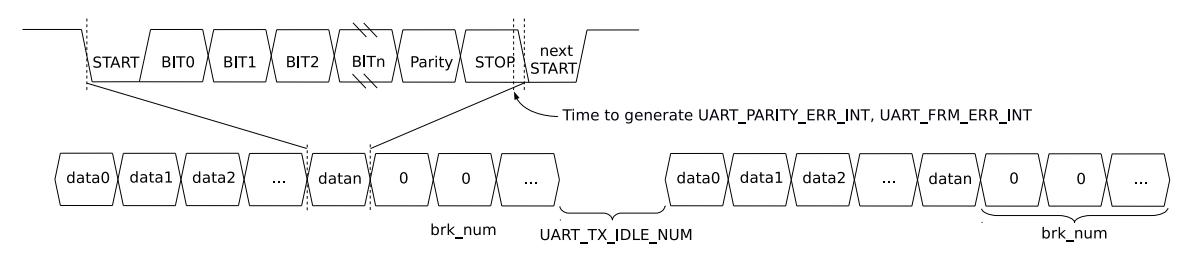 START BIT0 BIT1 BIT2 BITn Parity STOP next START
Time to generate UART_PARITY_ERR_INT, UART_FRM_ERR_INT
data0 data1 data2 ... datan 0 0 ... data0 data1 data2 ... datan 0 0 ...
brk_num UART_TX_IDLE_NUM brk_num